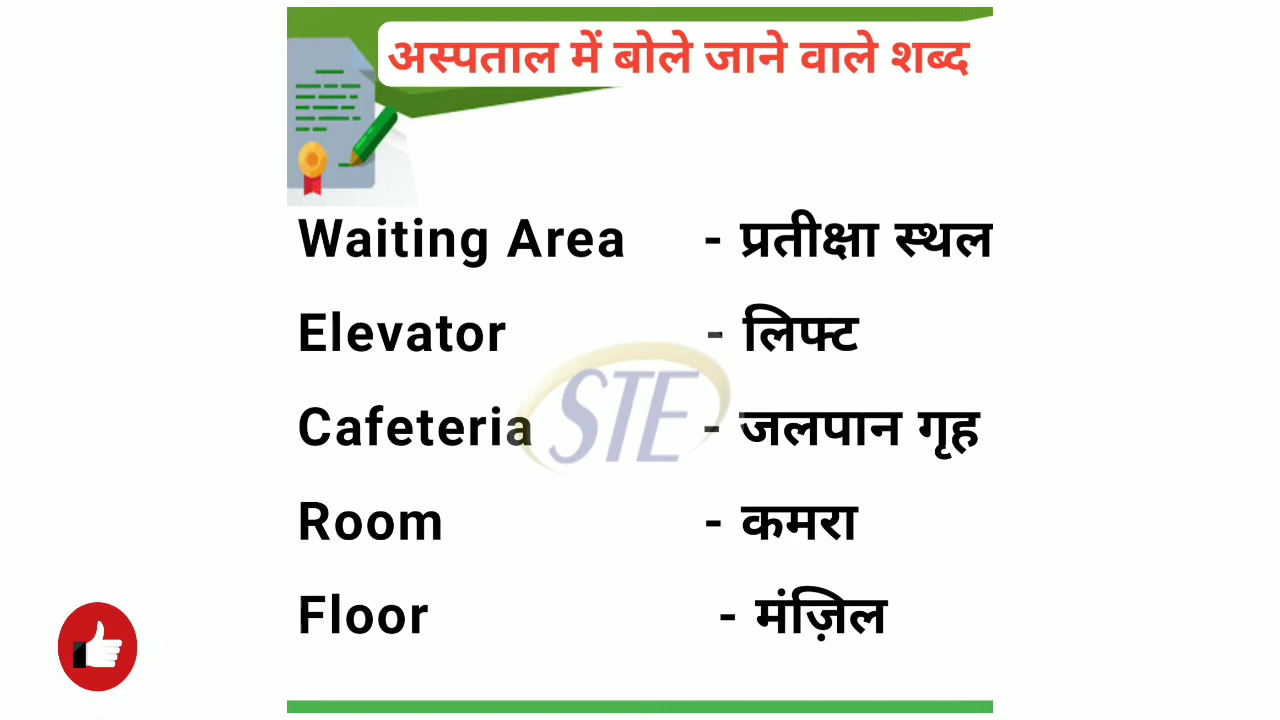 अस्पताल में बोले जाने वाले शब्द
Waiting Area - प्रतीक्षा स्थल
Elevator - लिफ्ट
STE
Cafeteria - जलपान गृह
Room - कमरा
Floor - मंज़िल